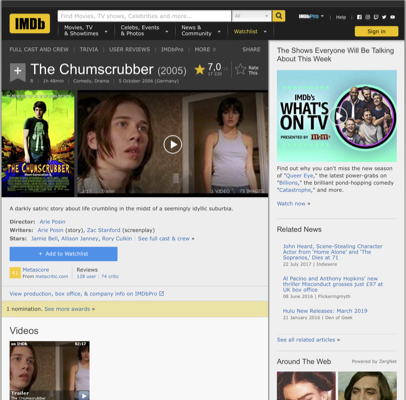 IMDb
Find Movies, TV shows, Celebrities and more...
All
IMDbPro
Help
Movies, TV
& Showtimes
Celebs, Events
& Photos
News &
Community
Watchlist
Sign in
FULL CAST AND CREW | TRIVIA | USER REVIEWS | IMDbPro | MORE
SHARE
The Chumscrubber (2005)
7,0
Rate
This
R | 1h 48min | Comedy, Drama | 5 October 2006 (Germany)
THE CHUMSCRUBBER
A darkly satiric story about life crumbling in the midst of a seemingly idyllic suburbia.
Director: Arie Posin
Writers: Arie Posin (story), Zac Stanford (screenplay)
Stars: Jamie Bell, Allison Janney, Rory Culkin | See full cast & crew »
+ Add to Watchlist
Metascore
From metacritic.com
Reviews
128 user | 74 critic
View production, box office, & company info on IMDbPro
1 nomination. See more awards »
Videos
Trailer
The Chumscrubber
The Shows Everyone Will Be Talking
About This Week
IMDb's
WHAT'S
ON TV
PRESENTED BY
Find out why you can't miss the new season
of "Queer Eye," the latest power-grabs on
"Billions," the brilliant pond-hopping comedy
"Catastrophe," and more.
Watch now »
Related News
John Heard, Scene-Stealing Character
Actor from 'Home Alone' and 'The
Sopranos,' Dies at 71
22 July 2017 | Indiewire
Al Pacino and Anthony Hopkins' new
thriller Misconduct grosses just £97 at
UK box office
08 June 2016 | Flickeringmyth
Hulu New Releases: March 2019
21 January 2016 | Den of Geek
See all related articles »
Around The Web
Powered by ZergNet